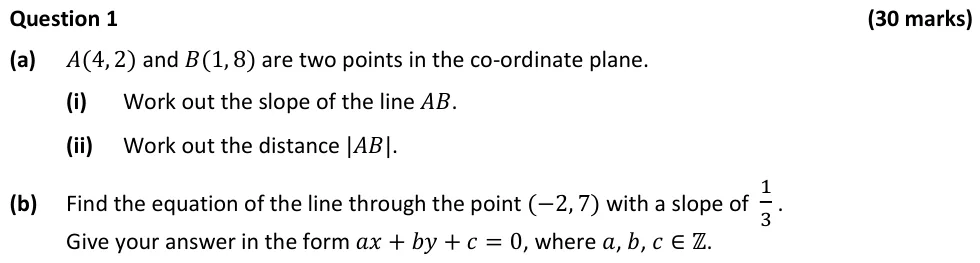 Question 1 (30 marks)
(a) A(4, 2) and B(1, 8) are two points in the co-ordinate plane.
(i) Work out the slope of the line AB.
(ii) Work out the distance |AB|.
(b) Find the equation of the line through the point (−2, 7) with a slope of 1/3.
Give your answer in the form ax + by + c = 0, where a, b, c ∈ ℤ.